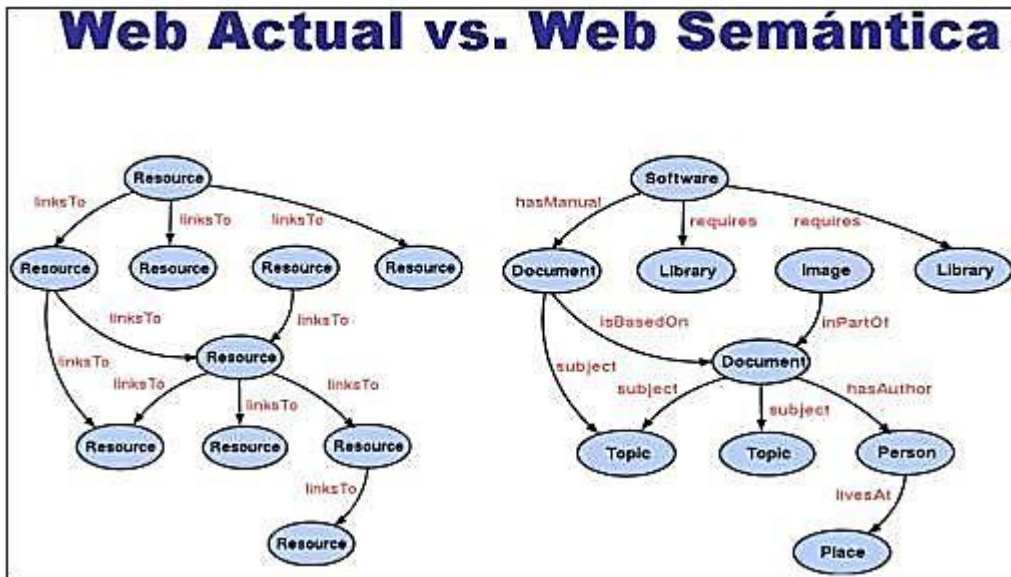 Web Actual vs. Web Semántica
Resource
linksTo
linksTo
linksTo
Resource
Resource
Resource
Resource
linksTo
linksTo
linksTo
Resource
linksTo
linksTo
linksTo
Resource
Resource
Resource
linksTo
Resource
Software
hasManual
requires
requires
Document
Library
Image
Library
isBasedOn
inPartOf
subject
Document
subject
subject
hasAuthor
Topic
Topic
Person
livesAt
Place